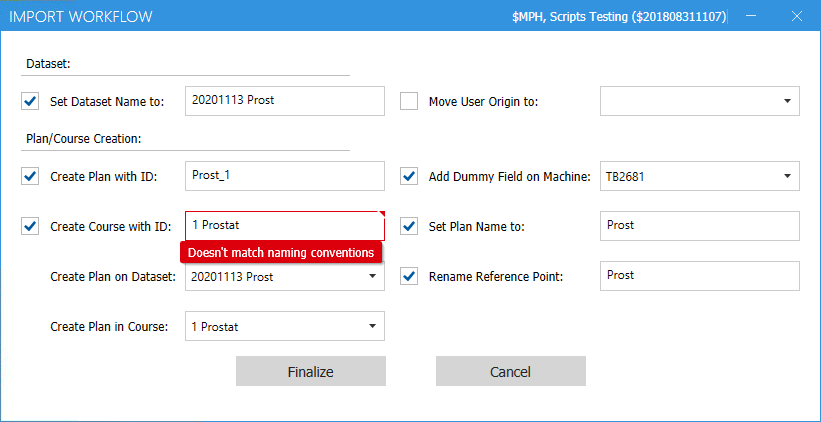 IMPORT WORKFLOW $MPH, Scripts Testing ($201808311107)
Dataset:
Set Dataset Name to: 20201113 Prost Move User Origin to:
Plan/Course Creation:
Create Plan with ID: Prost_1 Add Dummy Field on Machine: TB2681
Create Course with ID: 1 Prostat Set Plan Name to: Prost
Doesn't match naming conventions
Create Plan on Dataset: 20201113 Prost Rename Reference Point: Prost
Create Plan in Course: 1 Prostat
Finalize Cancel